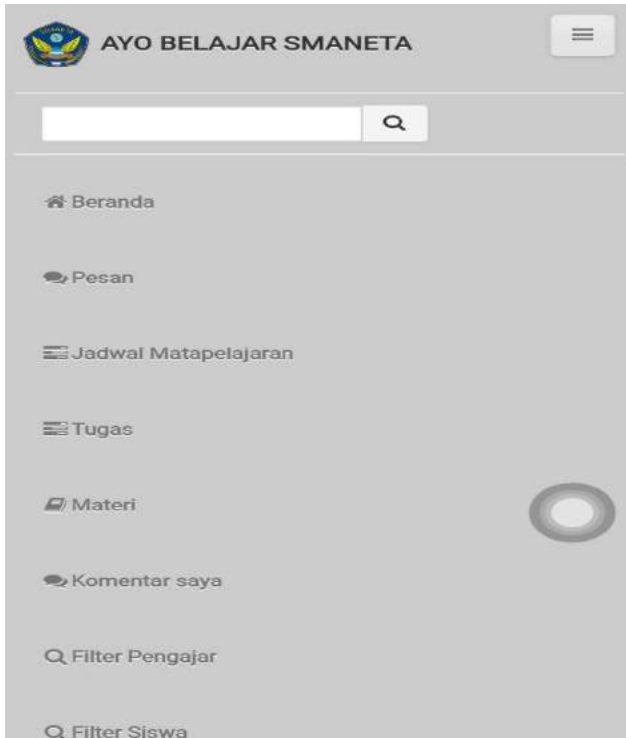 AYO BELAJAR SMANETA
Beranda
Pesan
Jadwal Matapelajaran
Tugas
Materi
Komentar saya
Filter Pengajar
Filter Siswa